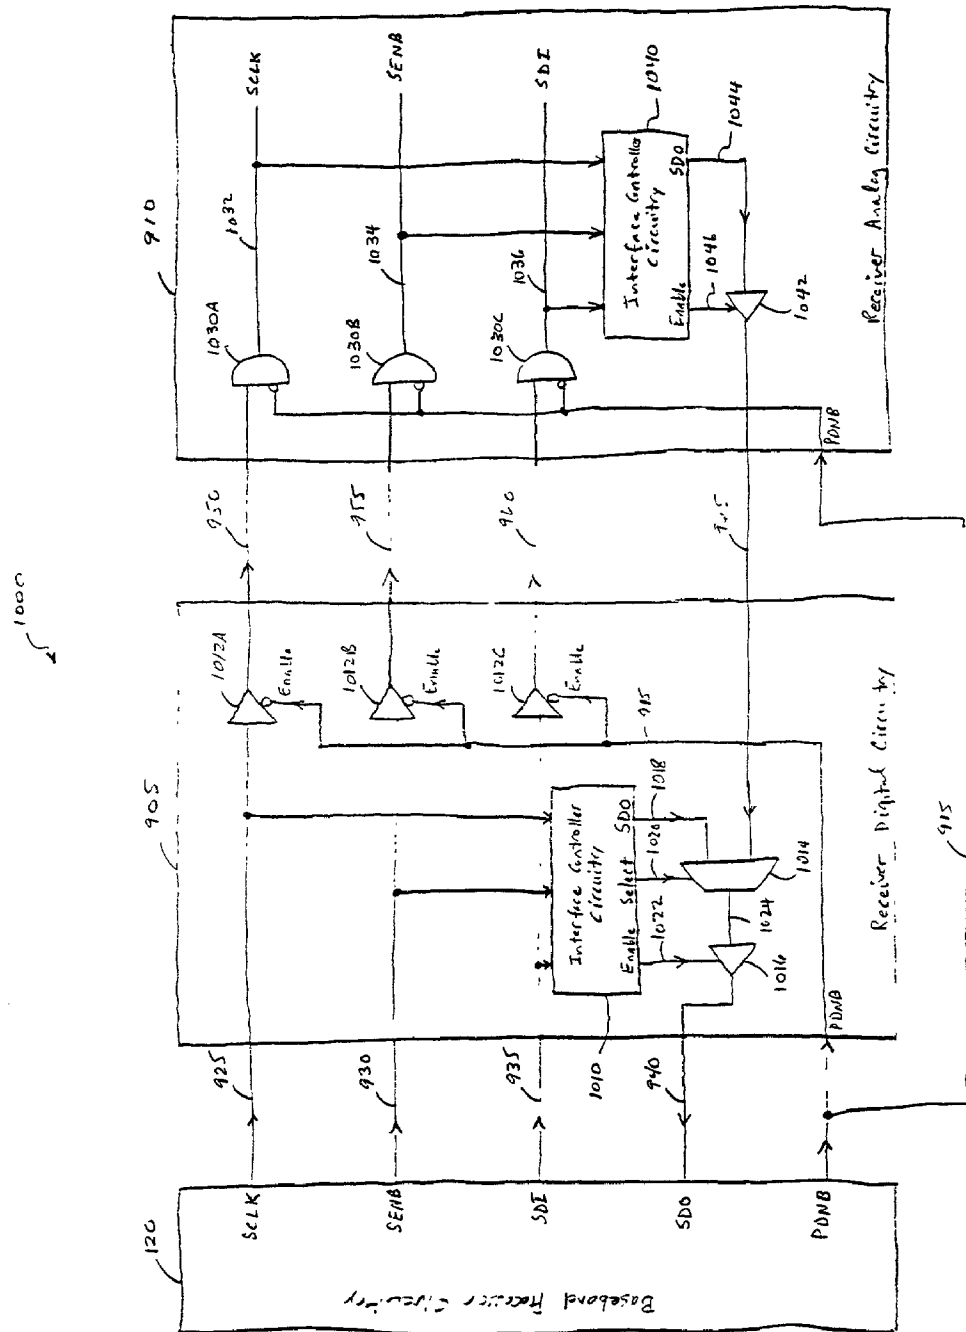 1000
120
Baseband Processor Circuitry
SCLK
SENB
SDI
SDO
PDNB
925
930
935
940
905
1010
Interface Controller
Circuitry
Enable
Select
SDO
1022
1020
1018
1014
1024
1016
PDNB
Receiver Digital Circuitry
1012A
Enable
1012B
Enable
1012C
Enable
915
915
950
955
960
945
910
1030A
1030B
1030C
1032
SCLK
1034
SENB
1036
SDI
Interface Controller
Circuitry
Enable
SDO
1040
1044
1046
1042
PDNB
Receiver Analog Circuitry